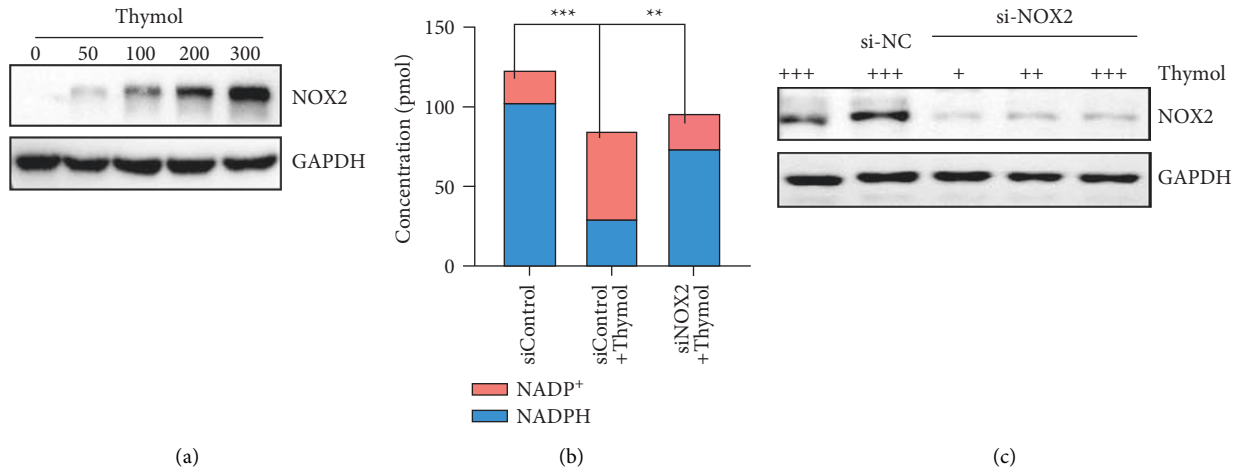 Thymol
0 50 100 200 300
NOX2
GAPDH
(a)
***
**
150
100
50
0
Concentration (pmol)
siControl
siControl
+Thymol
siNOX2
+Thymol
NADP+
NADPH
(b)
si-NOX2
si-NC
+++ +++ + ++ +++ Thymol
NOX2
GAPDH
(c)